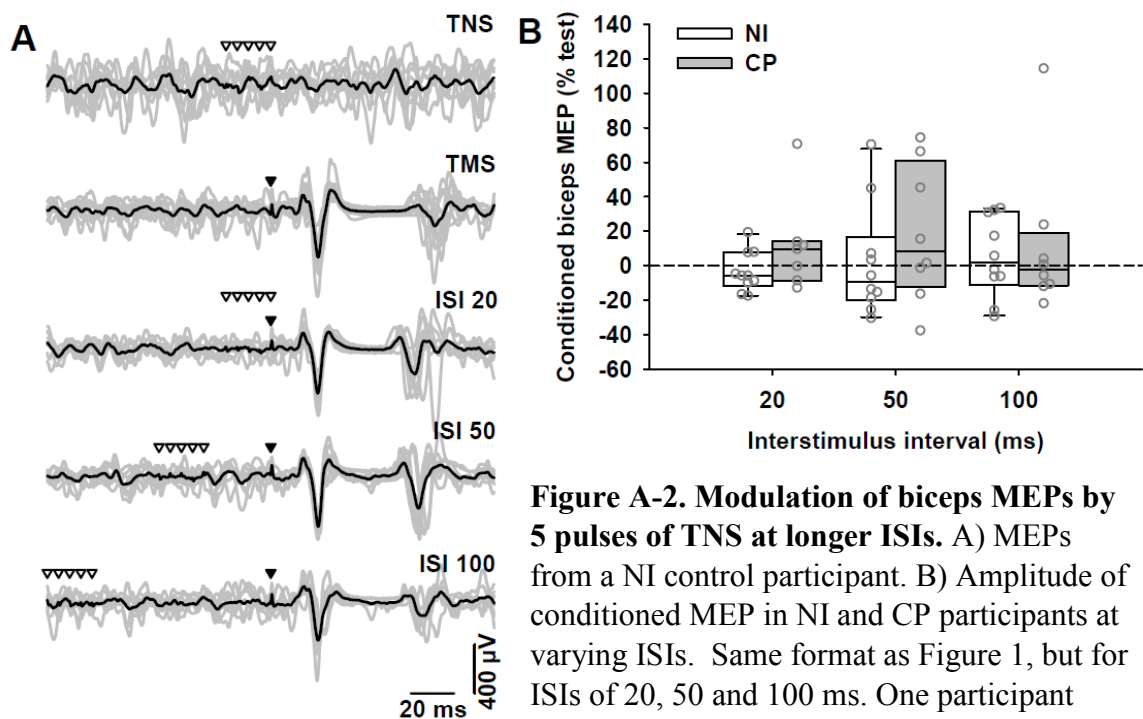 A
TNS
TMS
ISI 20
ISI 50
ISI 100
20 ms
400 µV
B
NI
CP
Conditioned biceps MEP (% test)
140
120
100
80
60
40
20
0
-20
-40
-60
20
50
100
Interstimulus interval (ms)
Figure A-2. Modulation of biceps MEPs by
5 pulses of TNS at longer ISIs. A) MEPs
from a NI control participant. B) Amplitude of
conditioned MEP in NI and CP participants at
varying ISIs. Same format as Figure 1, but for
ISIs of 20, 50 and 100 ms. One participant